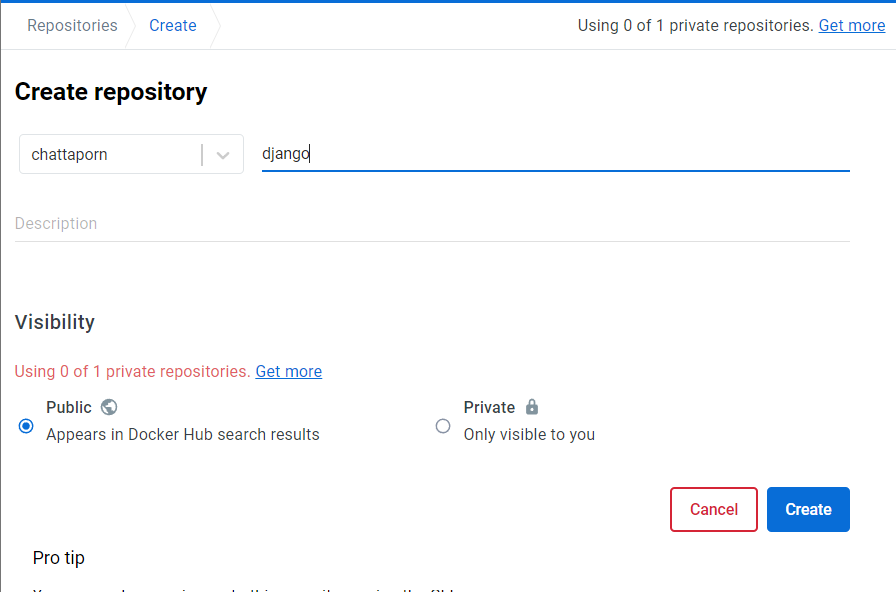 Repositories Create Using 0 of 1 private repositories. Get more
Create repository
chattaporn django
Description
Visibility
Using 0 of 1 private repositories. Get more
Public Private
Appears in Docker Hub search results Only visible to you
Cancel Create
Pro tip